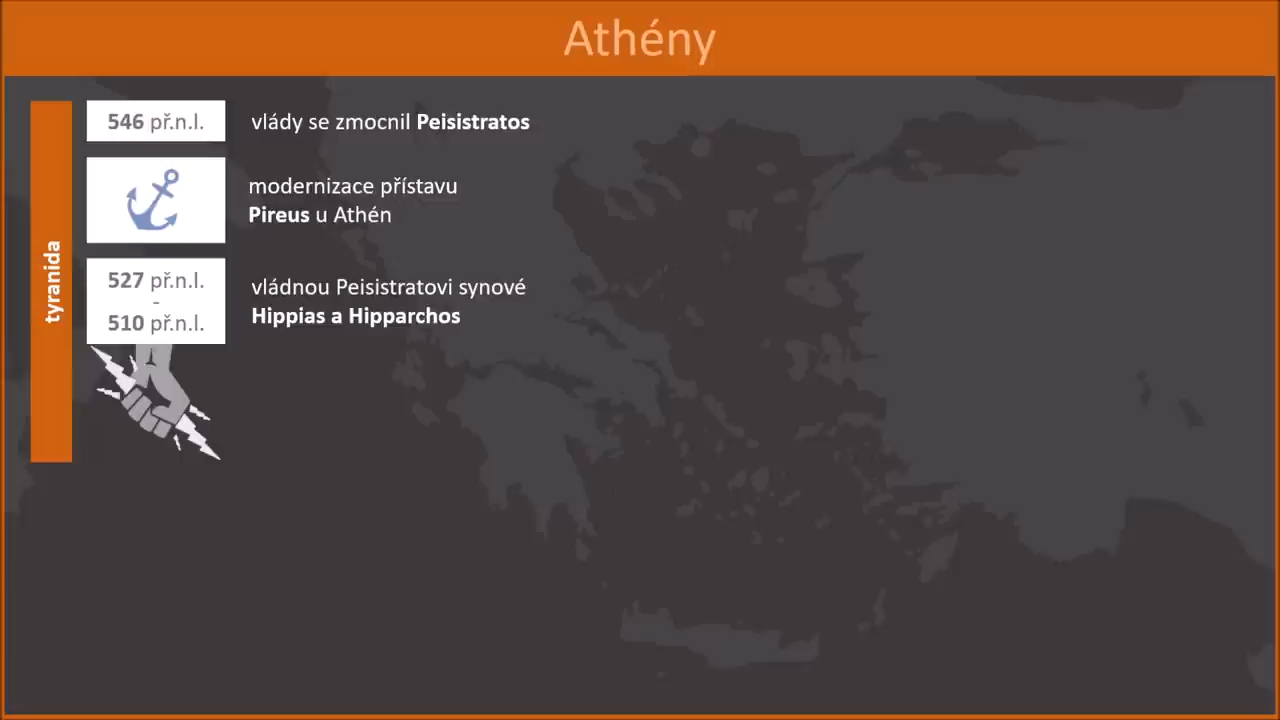 Athény
tyranida
546 př.n.l.
vlády se zmocnil Peisistratos
modernizace přístavu
Pireus u Athén
527 př.n.l.
-
510 př.n.l.
vládnou Peisistratovi synové
Hippias a Hipparchos